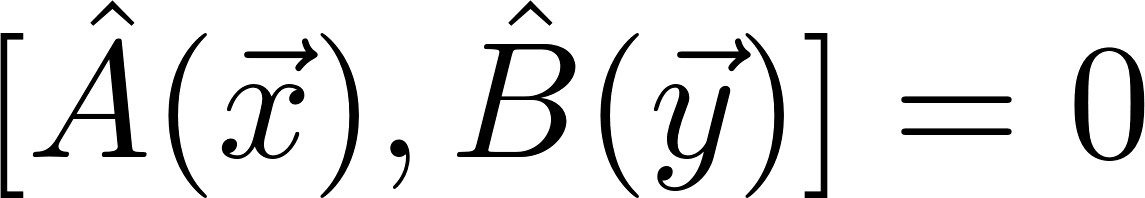 [Â(x⃗), B̂(y⃗)] = 0